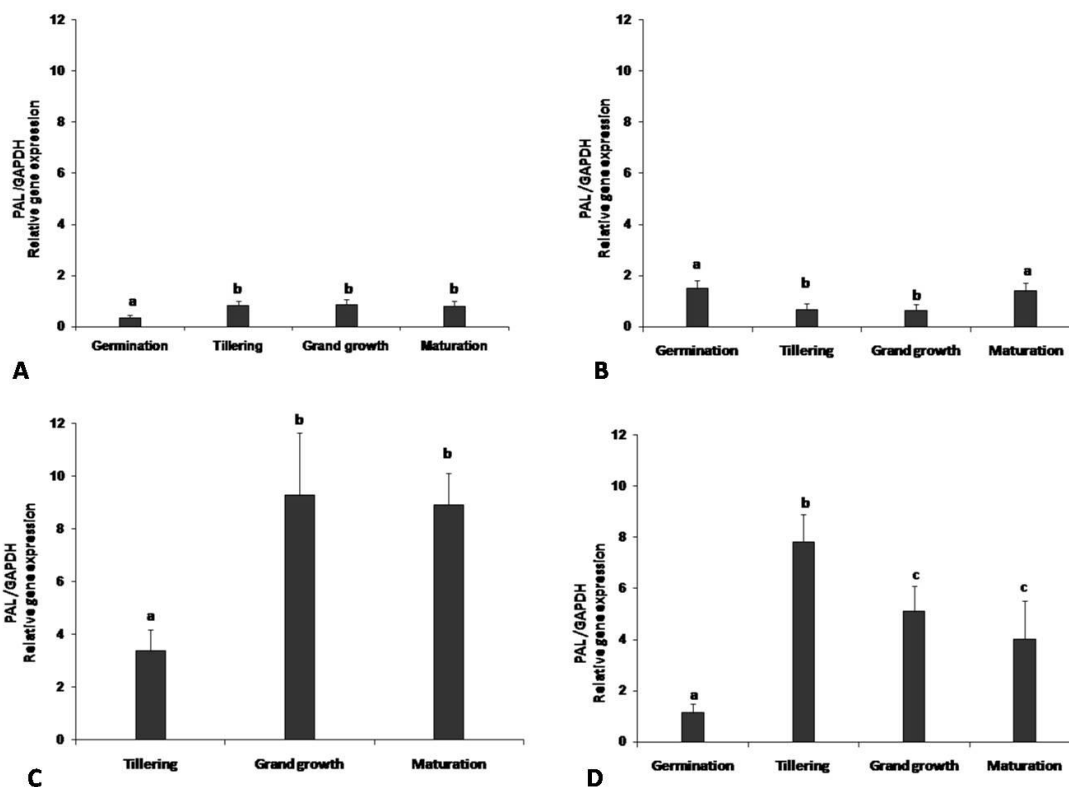 12
10
8
6
4
2
0
PAL /GAPDH
Relative gene expression
a
b
b
b
Germination Tillering Grand growth Maturation
A
12
10
8
6
4
2
0
PAL / GAPDH
Relative gene expression
a
b
b
a
Germination Tillering Grand growth Maturation
B
12
10
8
6
4
2
0
PAL /GAPDH
Relative gene expression
a
b
b
Tillering Grand growth Maturation
C
12
10
8
6
4
2
0
PAL /GAPDH
Relative gene expression
a
b
c
c
Germination Tillering Grand growth Maturation
D